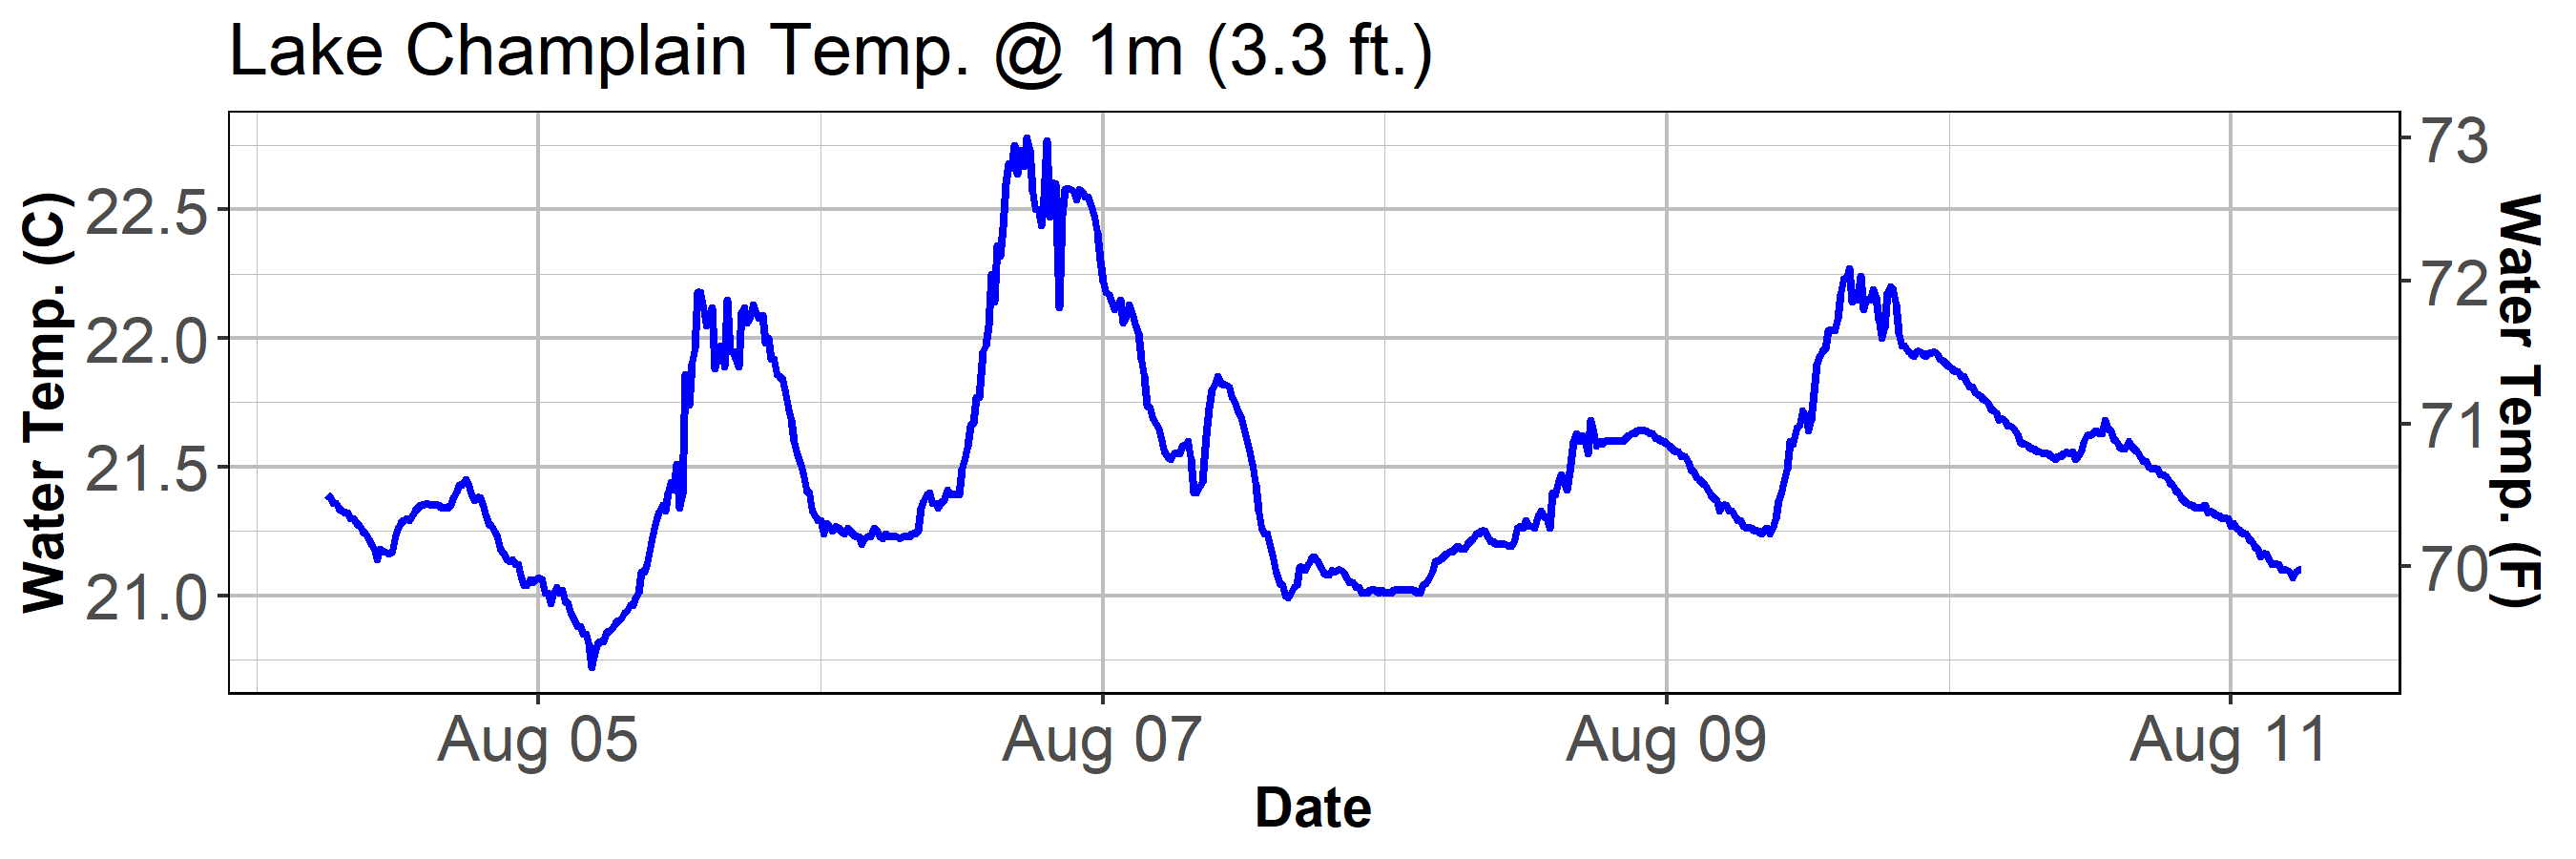 Lake Champlain Temp. @ 1m (3.3 ft.)
Water Temp. (C)
22.5
22.0
21.5
21.0
73
72
71
70
Water Temp. (F)
Aug 05 Aug 07 Aug 09 Aug 11
Date